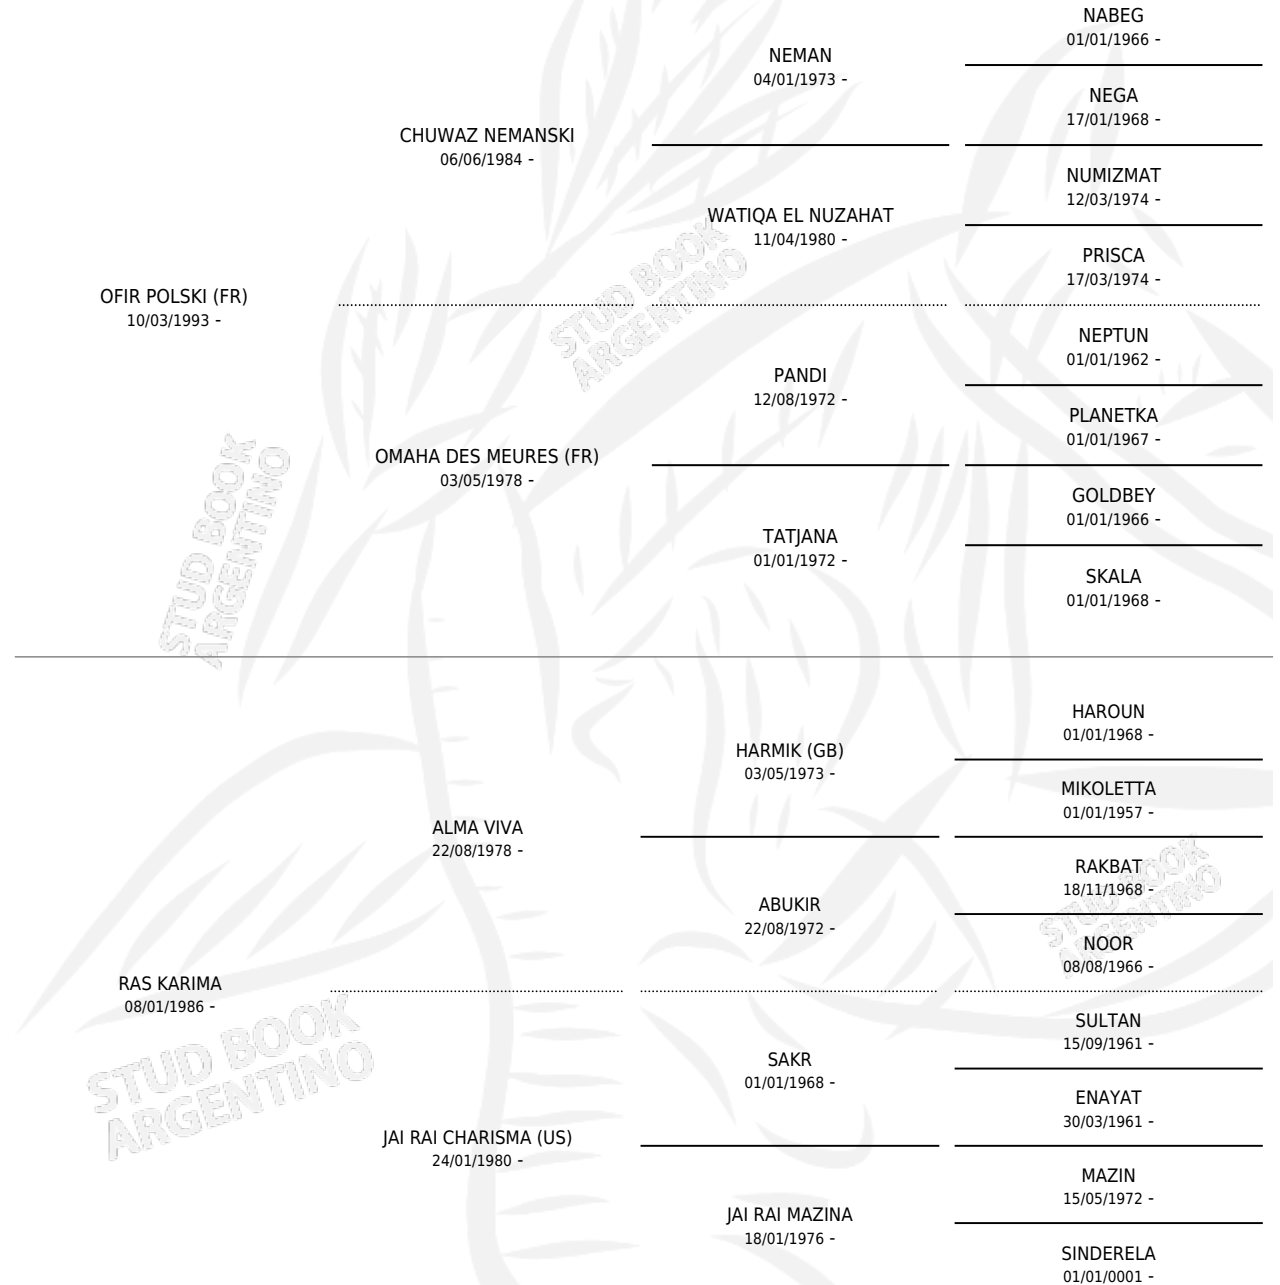 NABEG
01/01/1966 -
NEMAN
04/01/1973 -
NEGA
17/01/1968 -
CHUWAZ NEMANSKI
06/06/1984 -
NUMIZMAT
12/03/1974 -
WATIQA EL NUZAHAT
11/04/1980 -
PRISCA
17/03/1974 -
OFIR POLSKI (FR)
10/03/1993 -
NEPTUN
01/01/1962 -
PANDI
12/08/1972 -
PLANETKA
01/01/1967 -
OMAHA DES MEURES (FR)
03/05/1978 -
GOLDBEY
01/01/1966 -
TATJANA
01/01/1972 -
SKALA
01/01/1968 -
HAROUN
01/01/1968 -
HARMIK (GB)
03/05/1973 -
MIKOLETTA
01/01/1957 -
ALMA VIVA
22/08/1978 -
RAKBAT
18/11/1968 -
ABUKIR
22/08/1972 -
NOOR
08/08/1966 -
RAS KARIMA
08/01/1986 -
SULTAN
15/09/1961 -
SAKR
01/01/1968 -
ENAYAT
30/03/1961 -
JAI RAI CHARISMA (US)
24/01/1980 -
MAZIN
15/05/1972 -
JAI RAI MAZINA
18/01/1976 -
SINDERELA
01/01/0001 -
STUD BOOK
ARGENTINO
STUD BOOK
ARGENTINO
STUD BOOK
ARGENTINO
STUD BOOK
ARGENTINO